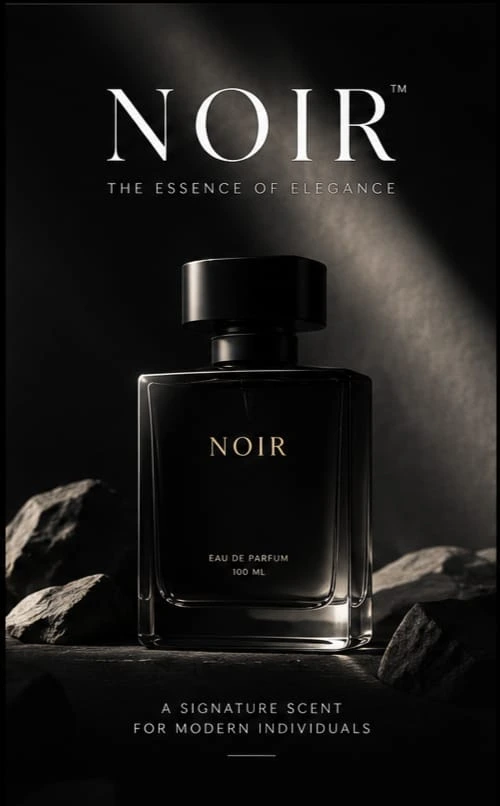 NOIR™
THE ESSENCE OF ELEGANCE
NOIR
EAU DE PARFUM
100 ML
A SIGNATURE SCENT
FOR MODERN INDIVIDUALS